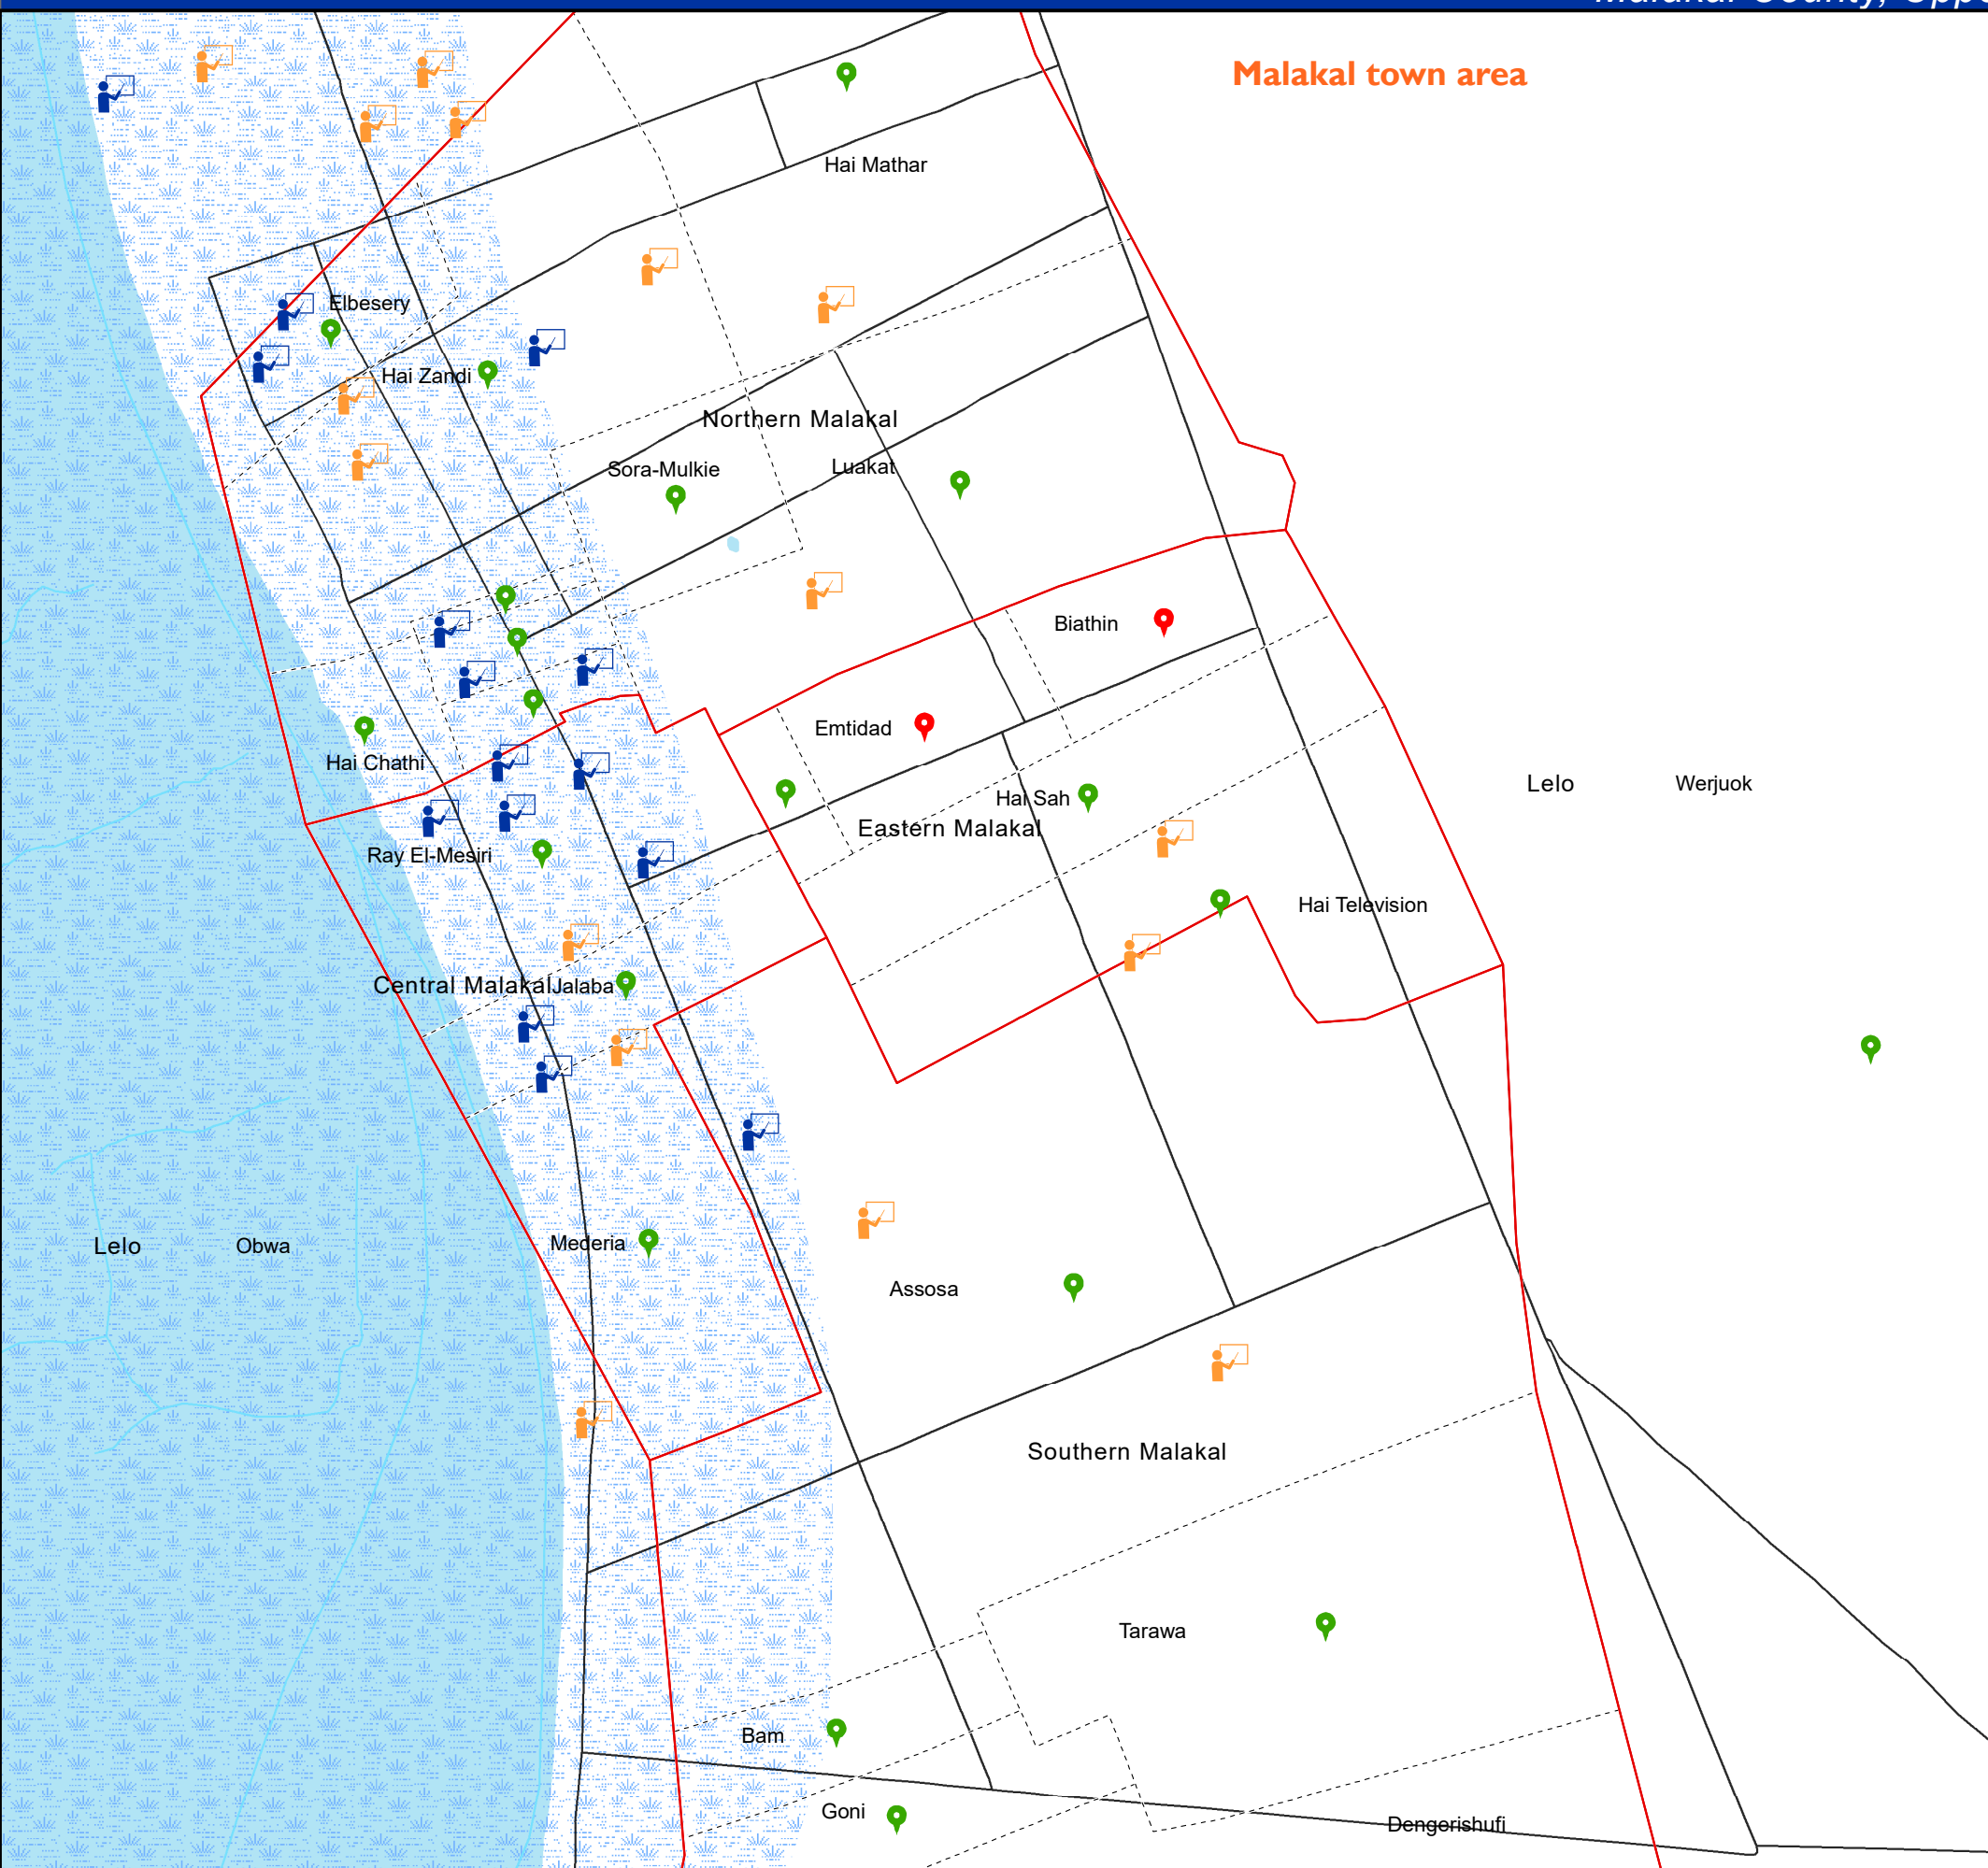 Malakal town area
Hai Mathar
Elbesery
Hai Zandi
Northern Malakal
Sora-Mulkie
Luakat
Biathin
Emtidad
Hai Chathi
Hai Sah
Lelo
Werjuok
Eastern Malakal
Ray El-Mesiri
Hai Television
Central Malakal
Jalaba
Mederia
Lelo
Obwa
Assosa
Southern Malakal
Tarawa
Bam
Goni
Dengerishufi